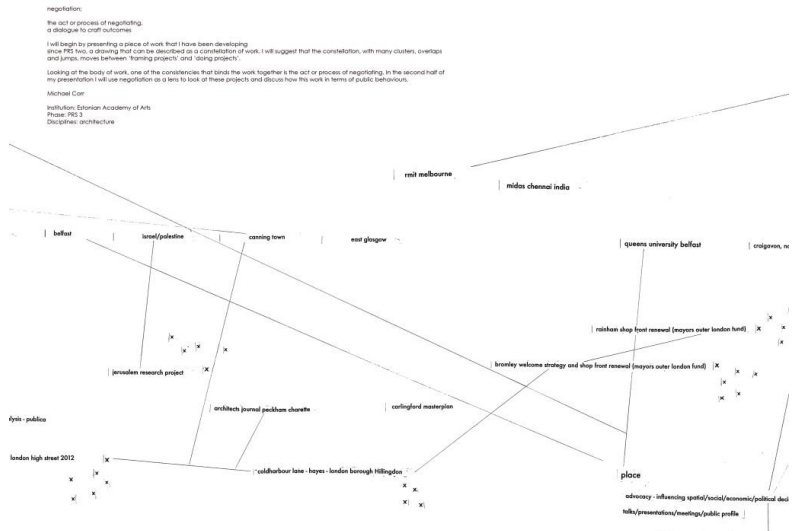 negotiation:
the act or process of negotiating,
a dialogue to craft outcomes
I will begin by presenting a piece of work that I have been developing
since PRS two, a drawing that can be described as a constellation of work. I will suggest that the constellation, with many clusters, overlaps
and jumps, moves between 'framing projects' and 'doing projects'.
Looking at the body of work, one of the consistencies that binds the work together is the act or process of negotiating. In the second half of
my presentation I will use negotiation as a lens to look at these projects and discuss how this work in terms of public behaviours.
Michael Corr
Institution: Estonian Academy of Arts
Phase: PRS 3
Disciplines: architecture
rmit melbourne
midas chennai india
belfast
israel/palestine
canning town
east glasgow
queens university belfast
craigavon, no
rainham shop front renewal (mayors outer london fund)
bromley welcome strategy and shop front renewal (mayors outer london fund)
jerusalem research project
architects journal peckham charette
carlingford masterplan
lysis - publica
london high street 2012
coldharbour lane - hayes - london borough Hillingdon
place
advocacy - influencing spatial/social/economic/political deci
talks/presentations/meetings/public profile